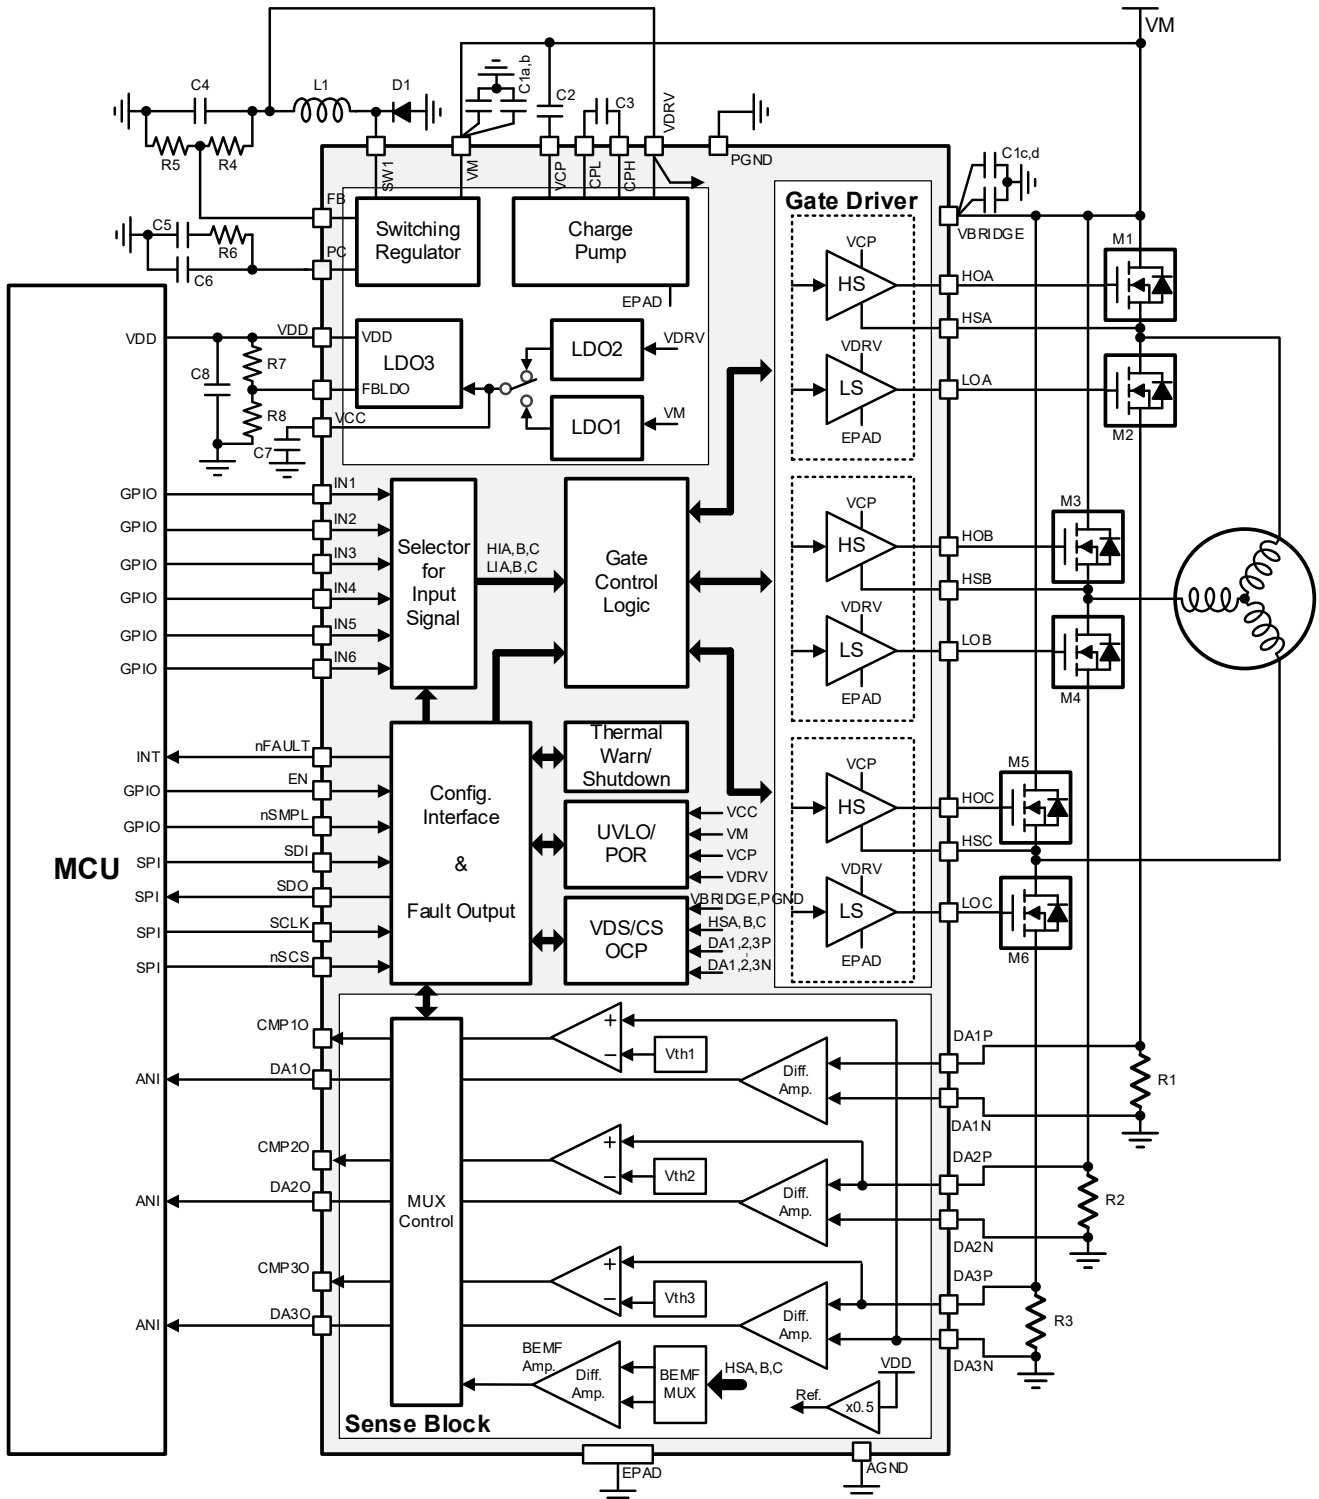 VM
C4
L1
D1
C1a,b
C2
C3
VDRV
R5
R4
PGND
C1c,d
SW1
VM
VCP
CPL
CPH
FB
Gate Driver
VBRIDGE
C5
R6
PC
C6
Switching
Regulator
Charge
Pump
EPAD
VCP
HS
HOA
M1
HSA
VDD
VDD
VDD
LDO3
FBLDO
LDO2
VDRV
VDRV
LS
LOA
EPAD
M2
R7
C8
R8
VCC
C7
LDO1
VM
GPIO
IN1
GPIO
IN2
GPIO
IN3
GPIO
IN4
GPIO
IN5
GPIO
IN6
Selector
for
Input
Signal
HIA,B,C
LIA,B,C
Gate
Control
Logic
VCP
HS
HOB
M3
HSB
VDRV
LS
LOB
EPAD
M4
INT
nFAULT
GPIO
EN
GPIO
nSMPL
SPI
SDI
MCU
SPI
SDO
SPI
SCLK
SPI
nSCS
Config.
Interface
&
Fault Output
Thermal
Warn/
Shutdown
UVLO/
POR
VCC
VM
VCP
VDRV
VDS/CS
OCP
VBRIDGE,PGND
HSA,B,C
DA1,2,3P
DA1,2,3N
VCP
HS
HOC
M5
HSC
VDRV
LS
LOC
EPAD
M6
CMP1O
ANI
DA1O
+
−
Vth1
Diff.
Amp.
DA1P
DA1N
R1
CMP2O
ANI
DA2O
MUX
Control
+
−
Vth2
Diff.
Amp.
DA2P
DA2N
R2
CMP3O
ANI
DA3O
+
−
Vth3
Diff.
Amp.
DA3P
DA3N
R3
BEMF
Amp.
Diff.
Amp.
BEMF
MUX
HSA,B,C
VDD
Ref.
x0.5
Sense Block
EPAD
AGND